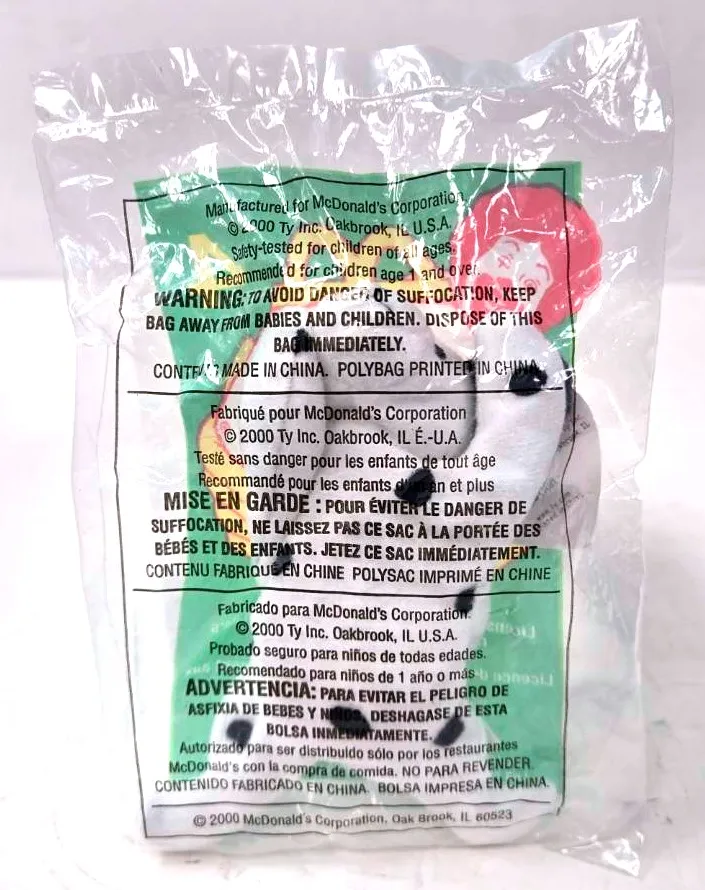 Manufactured for McDonald's Corporation
© 2000 Ty Inc. Oakbrook, IL U.S.A.
Safety-tested for children of all ages.
Recommended for children age 1 and over.
WARNING: TO AVOID DANGER OF SUFFOCATION, KEEP
BAG AWAY FROM BABIES AND CHILDREN. DISPOSE OF THIS
BAG IMMEDIATELY.
CONTENTS MADE IN CHINA. POLYBAG PRINTED IN CHINA.
Fabriqué pour McDonald's Corporation
© 2000 Ty Inc. Oakbrook, IL É.-U.A.
Testé sans danger pour les enfants de tout âge
Recommandé pour les enfants d'un an et plus
MISE EN GARDE : POUR ÉVITER LE DANGER DE
SUFFOCATION, NE LAISSEZ PAS CE SAC À LA PORTÉE DES
BÉBÉS ET DES ENFANTS. JETEZ CE SAC IMMÉDIATEMENT.
CONTENU FABRIQUÉ EN CHINE POLYSAC IMPRIMÉ EN CHINE
Fabricado para McDonald's Corporation.
© 2000 Ty Inc. Oakbrook, IL U.S.A.
Probado seguro para niños de todas edades.
Recomendado para niños de 1 año o más
ADVERTENCIA: PARA EVITAR EL PELIGRO DE
ASFIXIA DE BEBES Y NIÑOS, DESHAGASE DE ESTA
BOLSA INMEDIATAMENTE.
Autorizado para ser distribuido sólo por los restaurantes
McDonald's con la compra de comida. NO PARA REVENDER.
CONTENIDO FABRICADO EN CHINA. BOLSA IMPRESA EN CHINA.
© 2000 McDonald's Corporation, Oak Brook, IL 60523